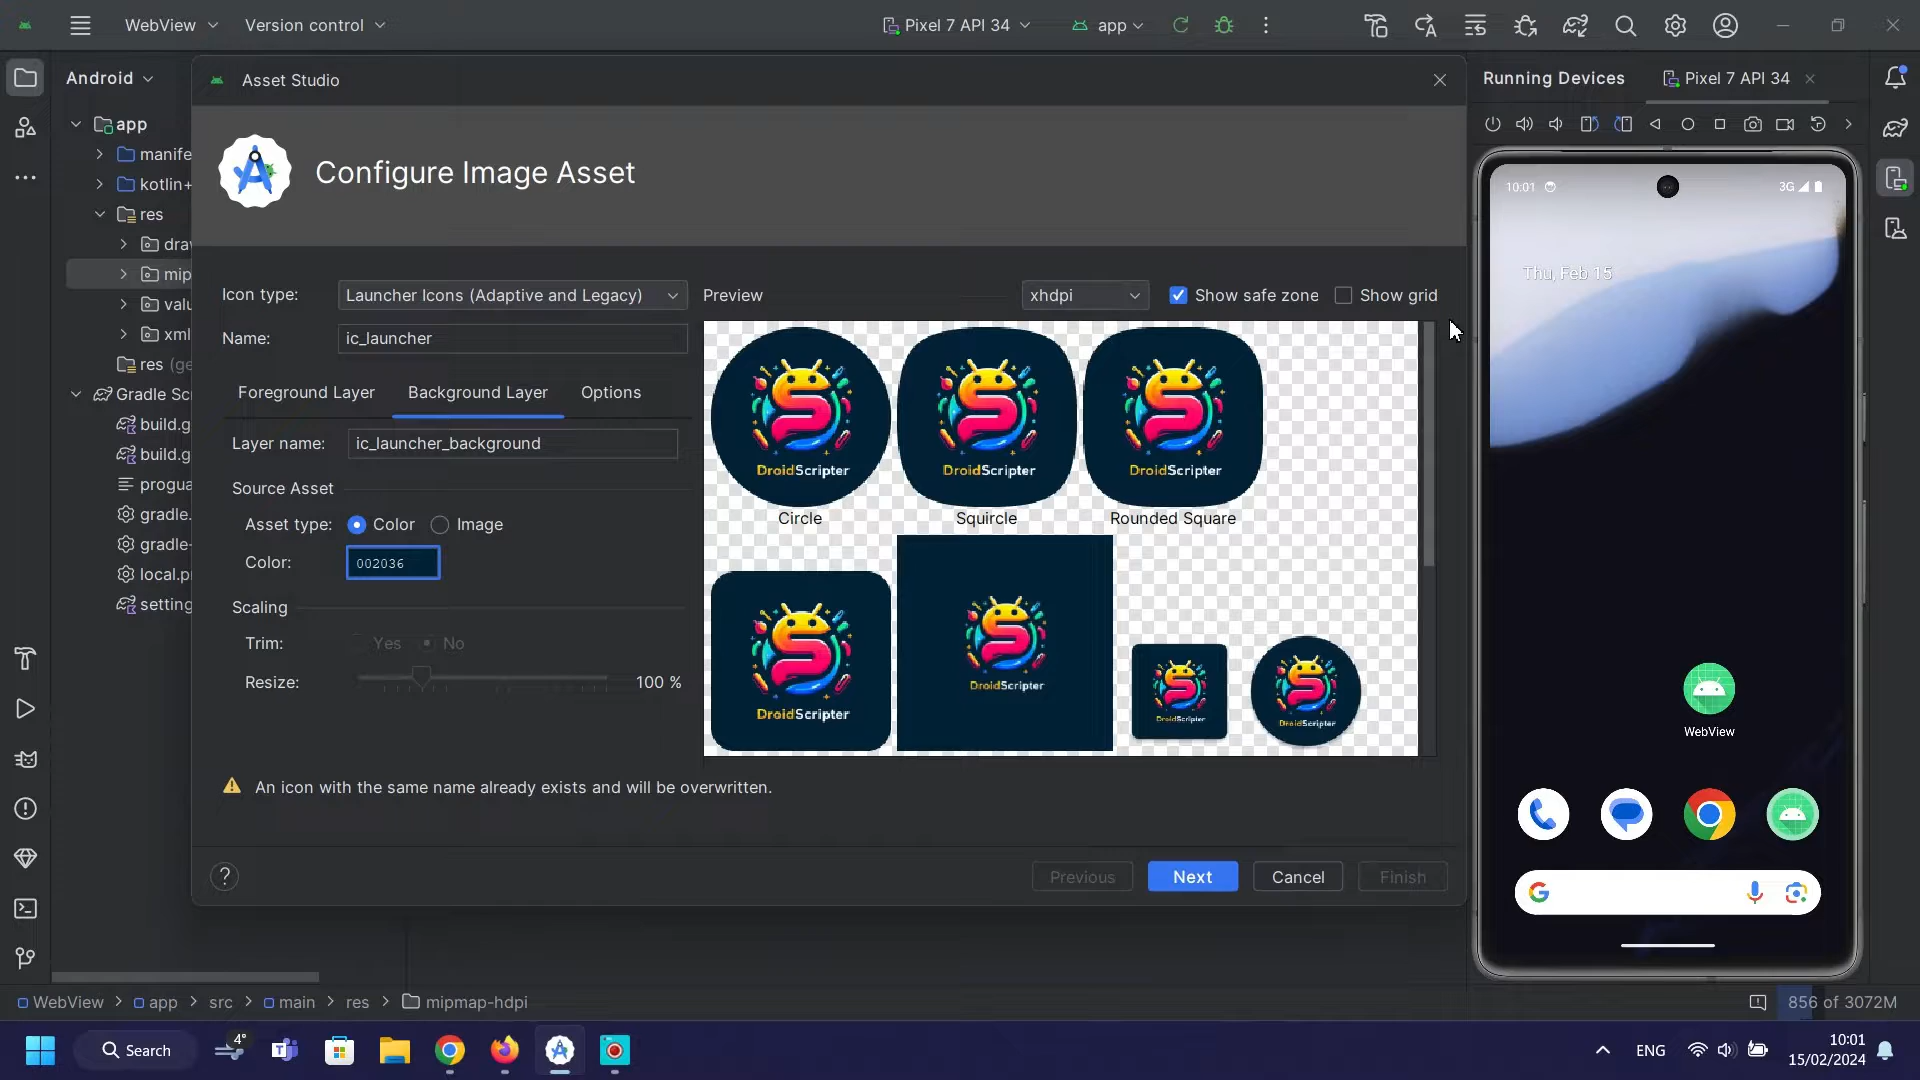 WebView
Version control
Pixel 7 API 34
app
Android
Asset Studio
Running Devices
Pixel 7 API 34
app
manife
kotlin+
res
drav
mip
valu
xml
res (ge
Gradle Scr
build.g
build.g
progua
gradle.
gradle-
local.pr
setting
Configure Image Asset
Icon type:
Launcher Icons (Adaptive and Legacy)
Name:
ic_launcher
Foreground Layer
Background Layer
Options
Layer name:
ic_launcher_background
Source Asset
Asset type:
Color
Image
Color:
002036
Scaling
Trim:
Yes
No
Resize:
100 %
Preview
xhdpi
Show safe zone
Show grid
DroidScripter
DroidScripter
DroidScripter
Circle
Squircle
Rounded Square
DroidScripter
DroidScripter
DroidScripter
DroidScripter
An icon with the same name already exists and will be overwritten.
?
Previous
Next
Cancel
Finish
10:01
3G
Thu, Feb 15
WebView
G
WebView > app > src > main > res > mipmap-hdpi
856 of 3072M
Search
4°
ENG
10:01
15/02/2024